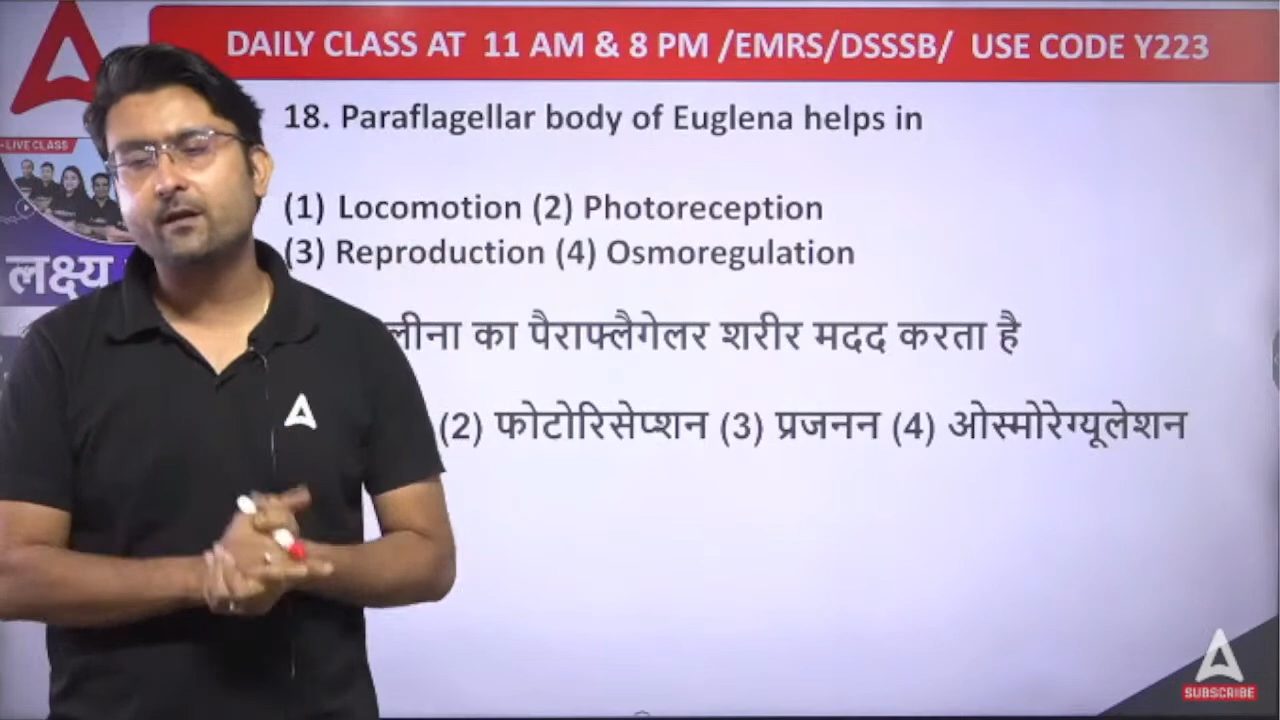 DAILY CLASS AT 11 AM & 8 PM /EMRS/DSSSB/ USE CODE Y223
LIVE CLASS
18. Paraflagellar body of Euglena helps in
(1) Locomotion (2) Photoreception
(3) Reproduction (4) Osmoregulation
लक्ष्य
लीना का पैराफ्लैगेलर शरीर मदद करता है
(2) फोटोरिसेप्शन (3) प्रजनन (4) ओस्मोरेग्यूलेशन
SUBSCRIBE